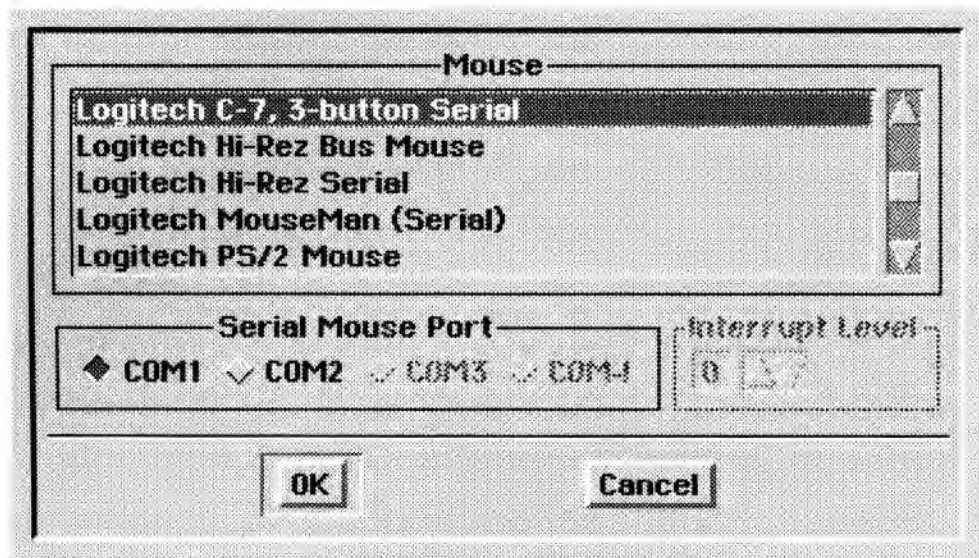 Mouse
Logitech C-7, 3-button Serial
Logitech Hi-Rez Bus Mouse
Logitech Hi-Rez Serial
Logitech MouseMan (Serial)
Logitech PS/2 Mouse
Serial Mouse Port Interrupt Level
COM1 COM2 COM3 COM4 0
OK Cancel